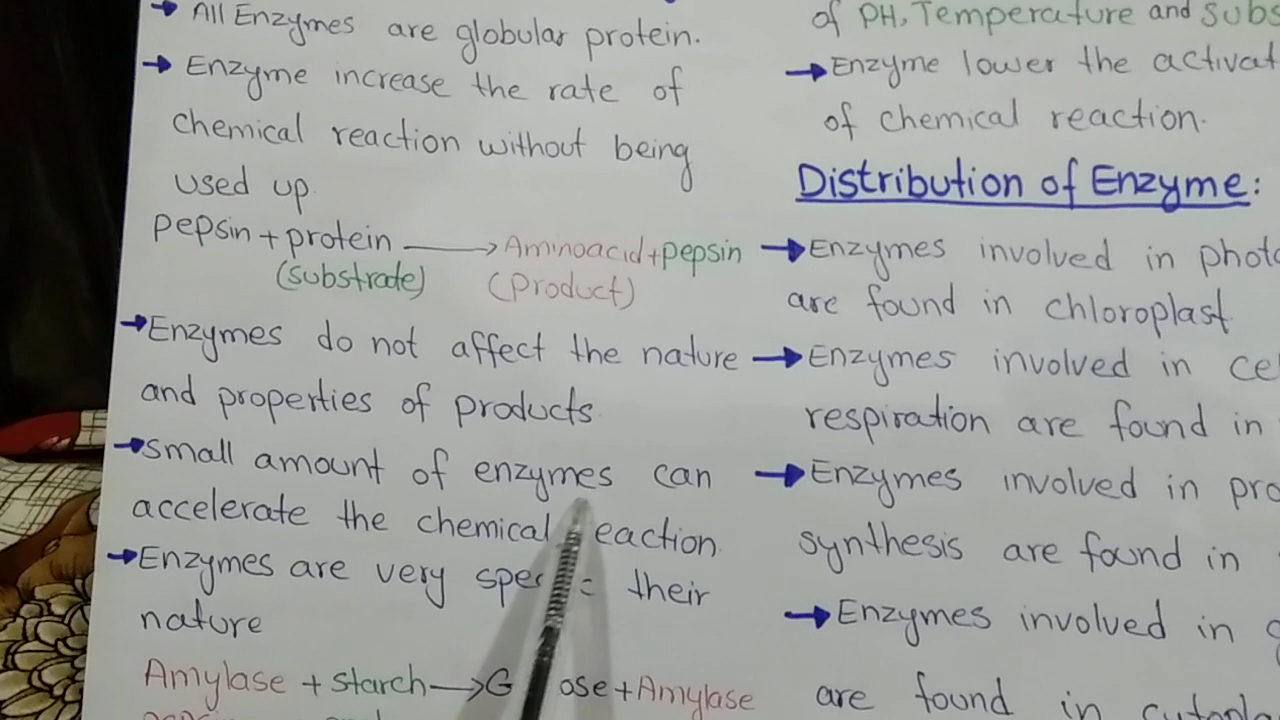 → All Enzymes are globular protein.
→ Enzyme increase the rate of
chemical reaction without being
used up.
pepsin + protein ⟶ Aminoacid + pepsin
(substrate) (product)
→ Enzymes do not affect the nature
and properties of products
→ small amount of enzymes can
accelerate the chemical eaction.
→ Enzymes are very their
nature
Amylase + starch → Amylase
of PH, Temperature and
→ Enzyme lower the
of chemical reaction.
Distribution of Enzyme:
→ Enzymes involved in
are found in chloroplast
→ Enzymes involved in
respiration are found in
→ Enzymes involved in
synthesis are found in
→ Enzymes involved in
are found in